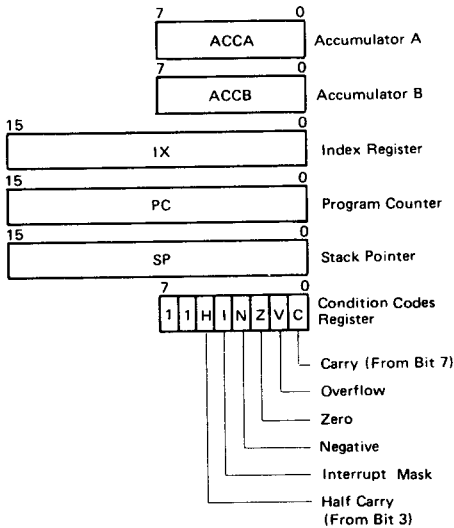 7 0
ACCA Accumulator A
7 0
ACCB Accumulator B
15 0
IX Index Register
15 0
PC Program Counter
15 0
SP Stack Pointer
7 0
1 1 H I N Z V C Condition Codes
Register
Carry (From Bit 7)
Overflow
Zero
Negative
Interrupt Mask
Half Carry
(From Bit 3)